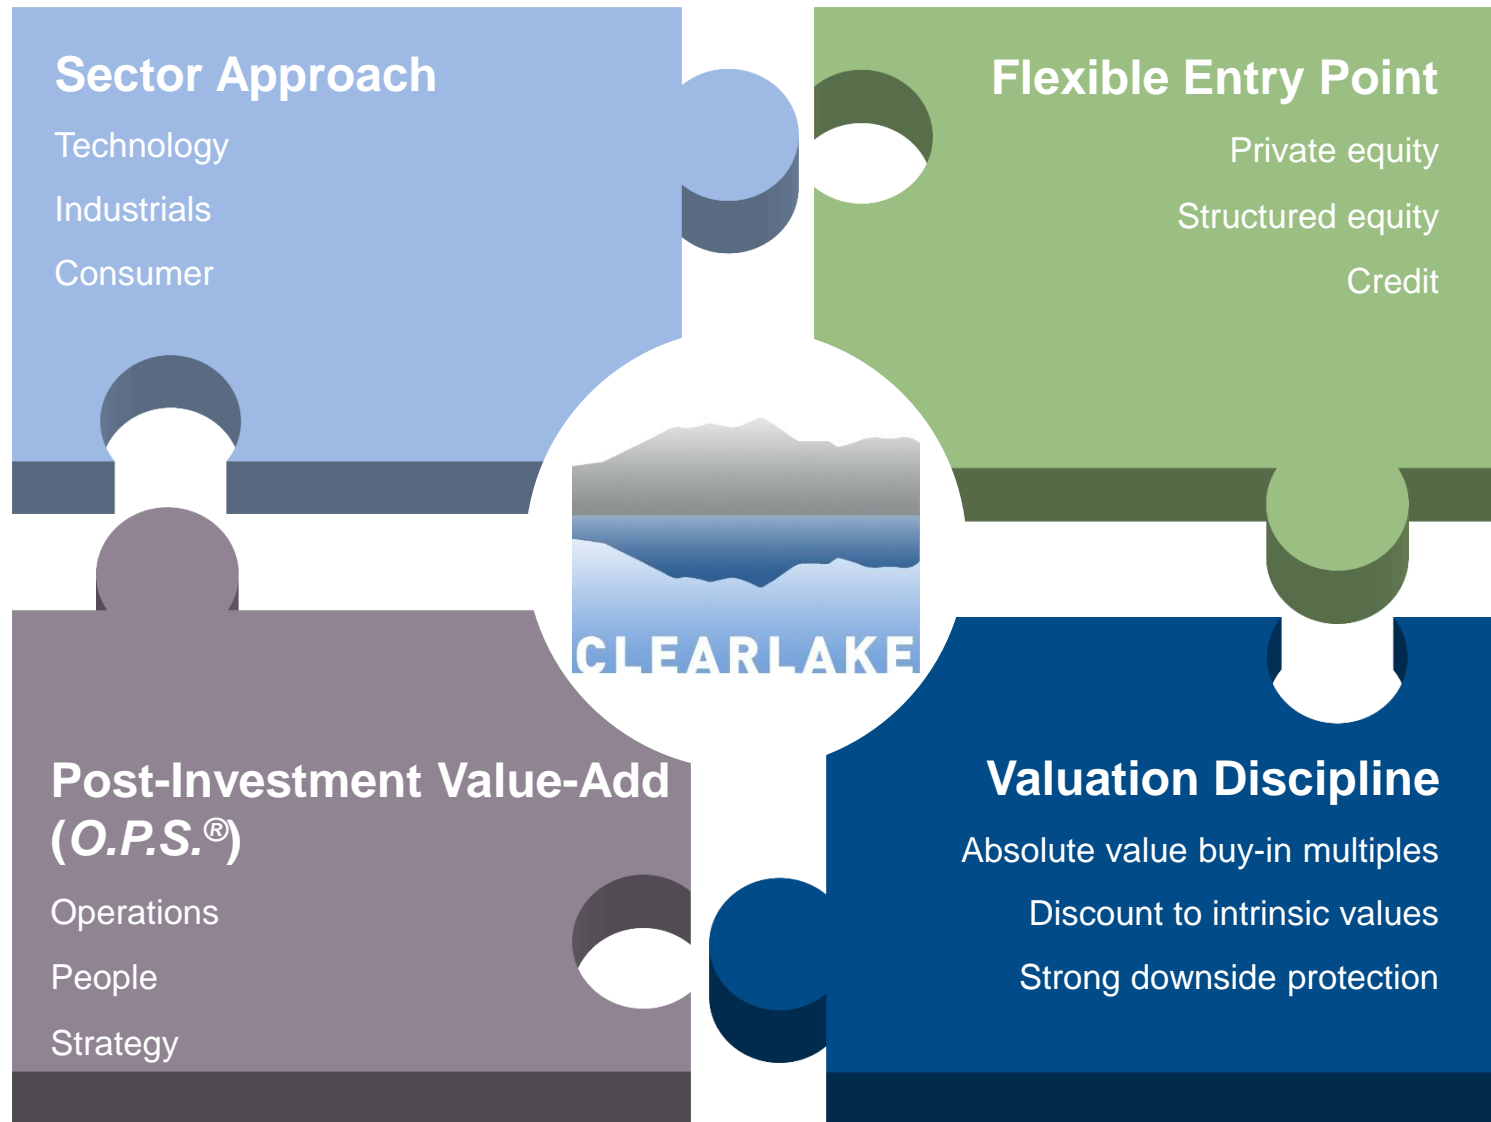 Sector Approach
Technology
Industrials
Consumer
Flexible Entry Point
Private equity
Structured equity
Credit
CLEARLAKE
Post-Investment Value-Add
(O.P.S.®)
Operations
People
Strategy
Valuation Discipline
Absolute value buy-in multiples
Discount to intrinsic values
Strong downside protection